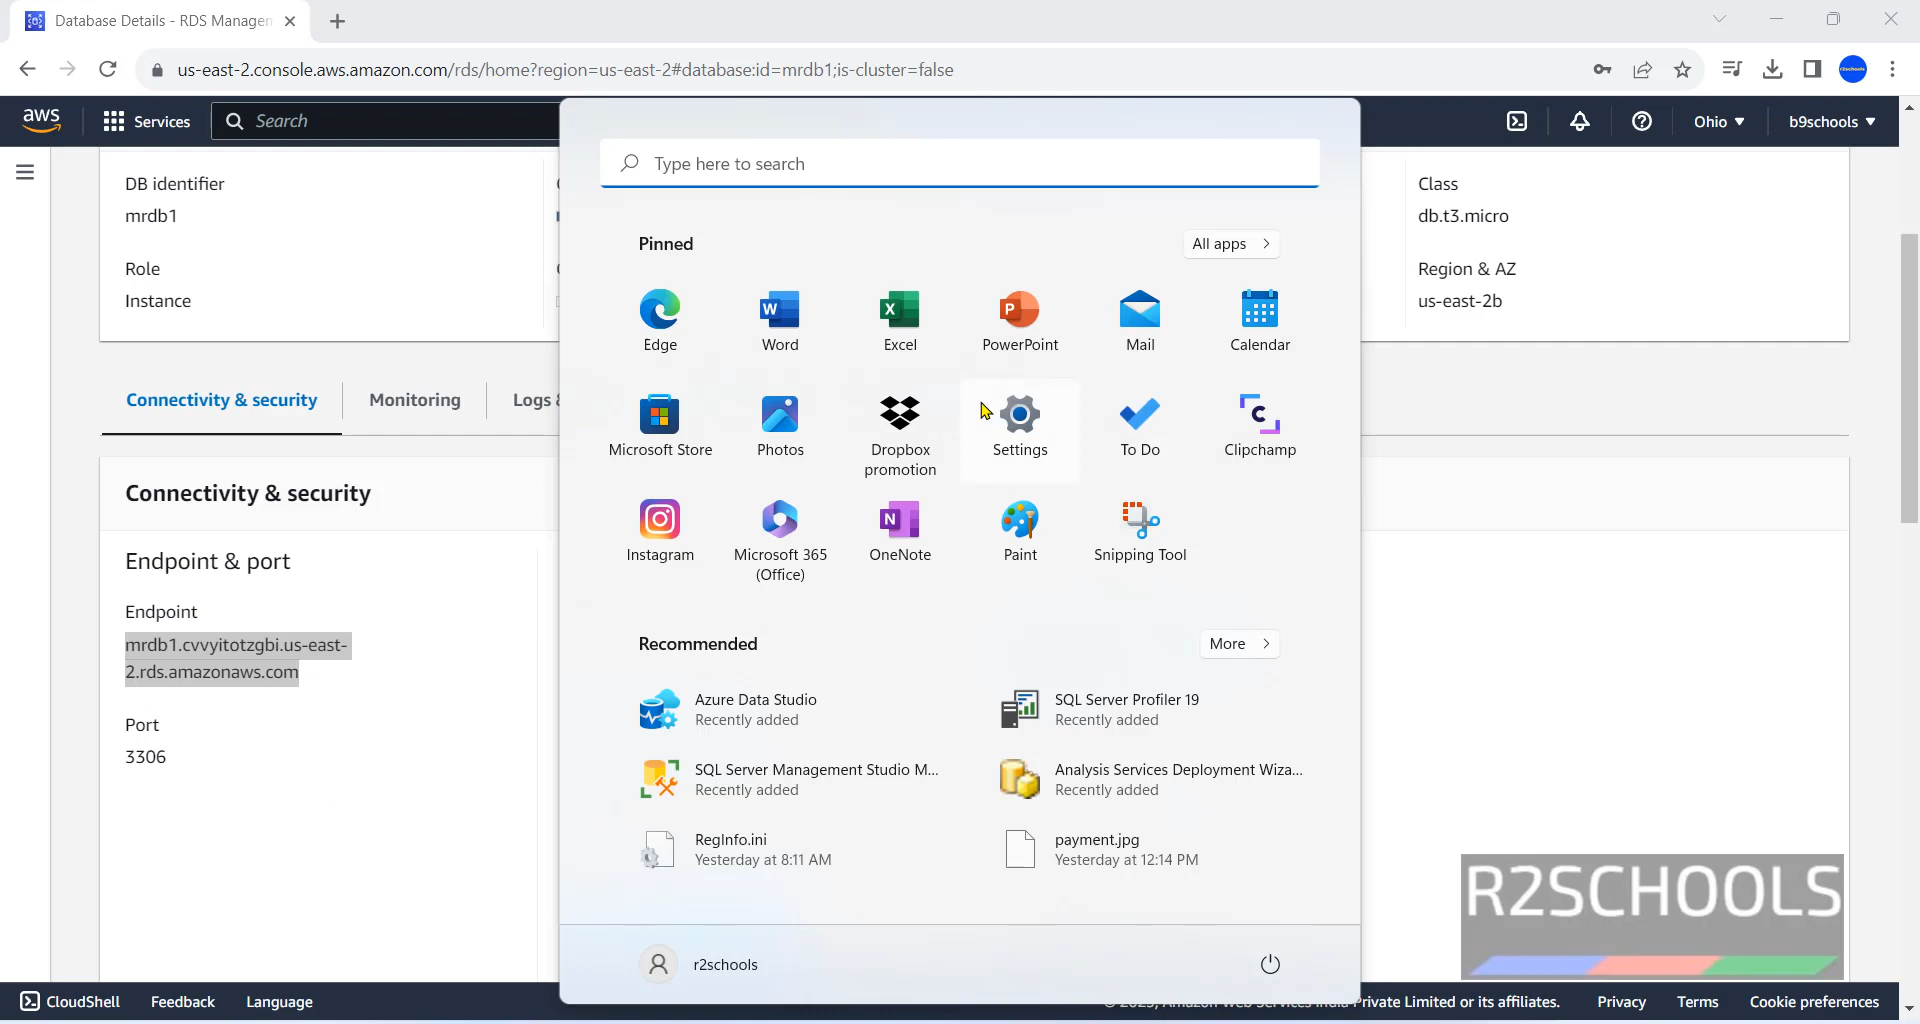 Database Details - RDS Managem
us-east-2.console.aws.amazon.com/rds/home?region=us-east-2#database:id=mrdb1;is-cluster=false
r2schools
aws
Services
Search
Ohio
b9schools
DB identifier
mrdb1
Role
Instance
Class
db.t3.micro
Region & AZ
us-east-2b
Connectivity & security
Monitoring
Logs &
Connectivity & security
Endpoint & port
Endpoint
mrdb1.cvvyitotzgbi.us-east-
2.rds.amazonaws.com
Port
3306
Type here to search
Pinned
All apps
Edge
Word
Excel
PowerPoint
Mail
Calendar
Microsoft Store
Photos
Dropbox
promotion
Settings
To Do
Clipchamp
Instagram
Microsoft 365
(Office)
OneNote
Paint
Snipping Tool
Recommended
More
Azure Data Studio
Recently added
SQL Server Profiler 19
Recently added
SQL Server Management Studio M...
Recently added
Analysis Services Deployment Wiza...
Recently added
RegInfo.ini
Yesterday at 8:11 AM
payment.jpg
Yesterday at 12:14 PM
r2schools
R2SCHOOLS
CloudShell
Feedback
Language
© 2023, Amazon Web Services India Private Limited or its affiliates.
Privacy
Terms
Cookie preferences